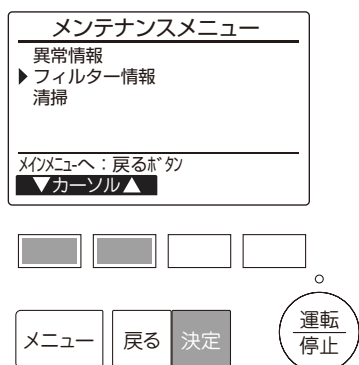 メンテナンスメニュー
異常情報
▶フィルター情報
清掃
ﾒｲﾝﾒﾆｭｰへ：戻るﾎﾞﾀﾝ
▼カーソル▲
運転
停止
メニュー 戻る 決定